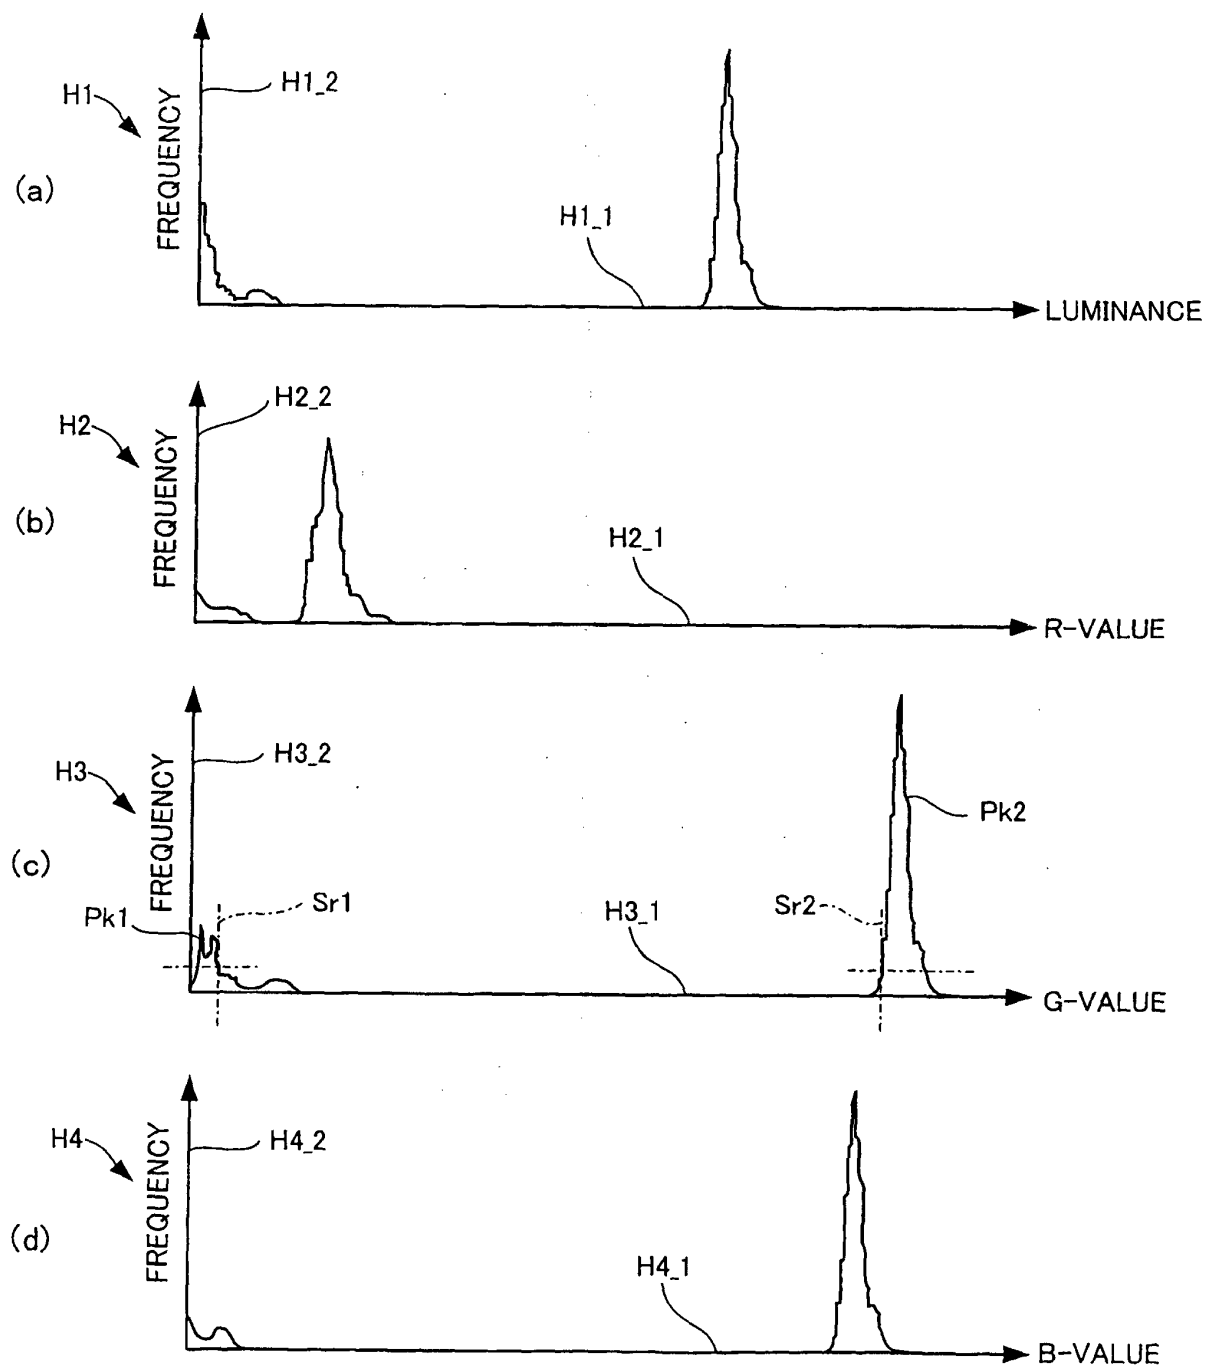 (a)
H1
H1_2
FREQUENCY
H1_1
LUMINANCE
(b)
H2
H2_2
FREQUENCY
H2_1
R-VALUE
(c)
H3
H3_2
FREQUENCY
Pk1
Sr1
H3_1
Sr2
Pk2
G-VALUE
(d)
H4
H4_2
FREQUENCY
H4_1
B-VALUE